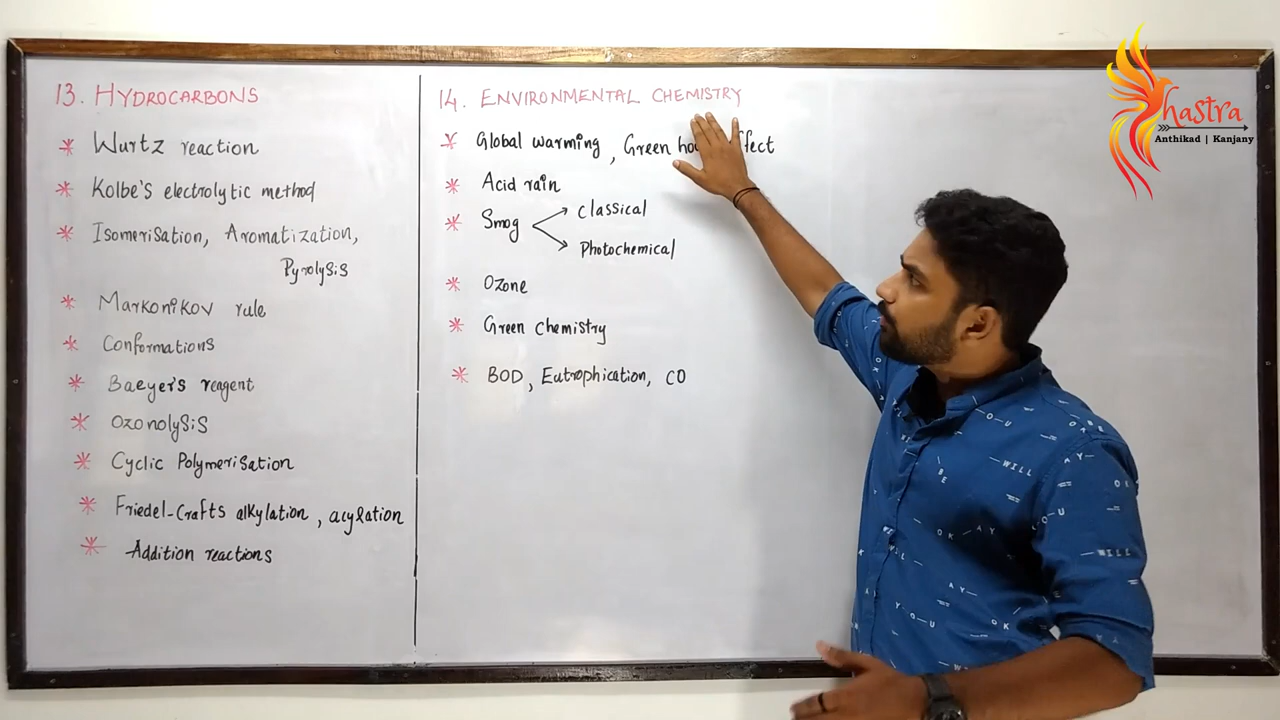 13. HYDROCARBONS
* Wurtz reaction
* Kolbe's electrolytic method
* Isomerisation, Aromatization,
Pyrolysis
* Markonikov rule
* Conformations
* Baeyer's reagent
* Ozonolysis
* Cyclic Polymerisation
* Friedel-Crafts alkylation, acylation
* Addition reactions
14. ENVIRONMENTAL CHEMISTRY
* Global warming, Green
* Acid rain
* Smog
Classical
Photochemical
* Ozone
* Green chemistry
* BOD, Eutrophication, CO
hastra
Anthikad | Kanjany